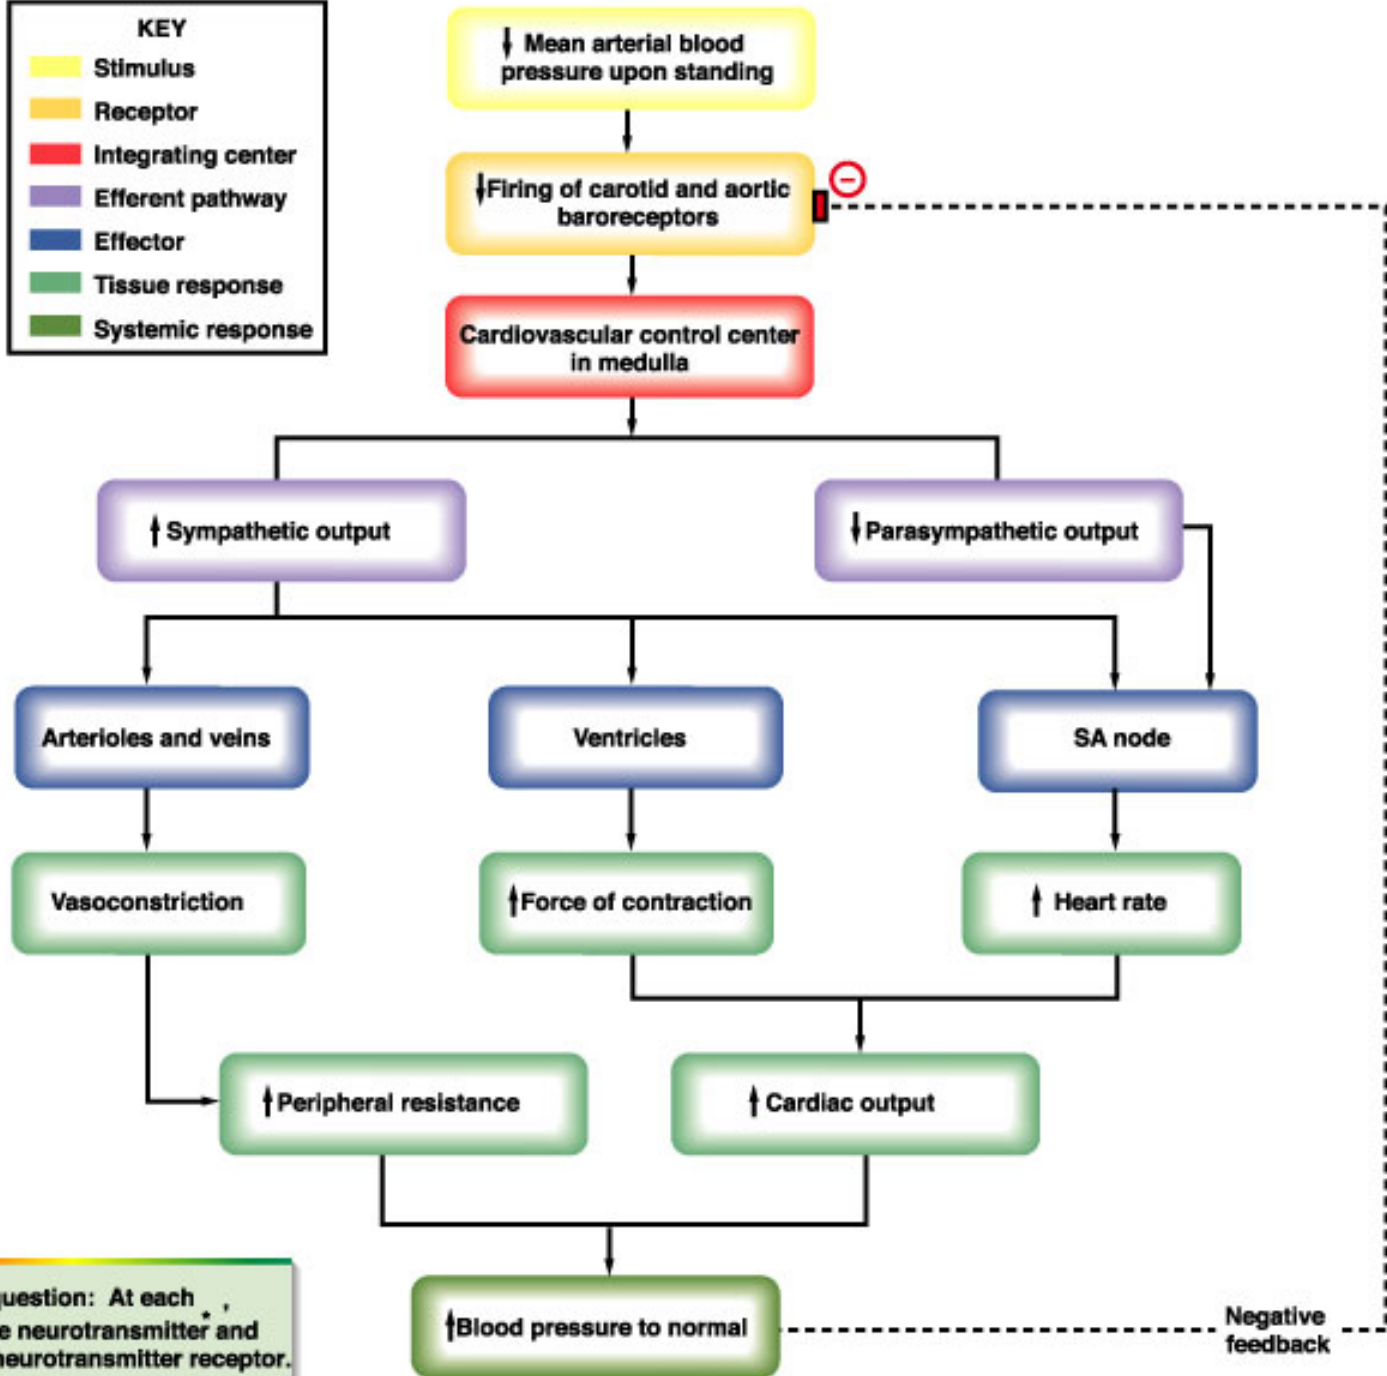 KEY
Stimulus
Receptor
Integrating center
Efferent pathway
Effector
Tissue response
Systemic response
↓ Mean arterial blood
pressure upon standing
↓Firing of carotid and aortic
baroreceptors
−
Cardiovascular control center
in medulla
↑ Sympathetic output
↓Parasympathetic output
Arterioles and veins
Ventricles
SA node
Vasoconstriction
↑Force of contraction
↑ Heart rate
↑Peripheral resistance
↑ Cardiac output
↑Blood pressure to normal
Negative
feedback
question: At each *,
e neurotransmitter and
neurotransmitter receptor.